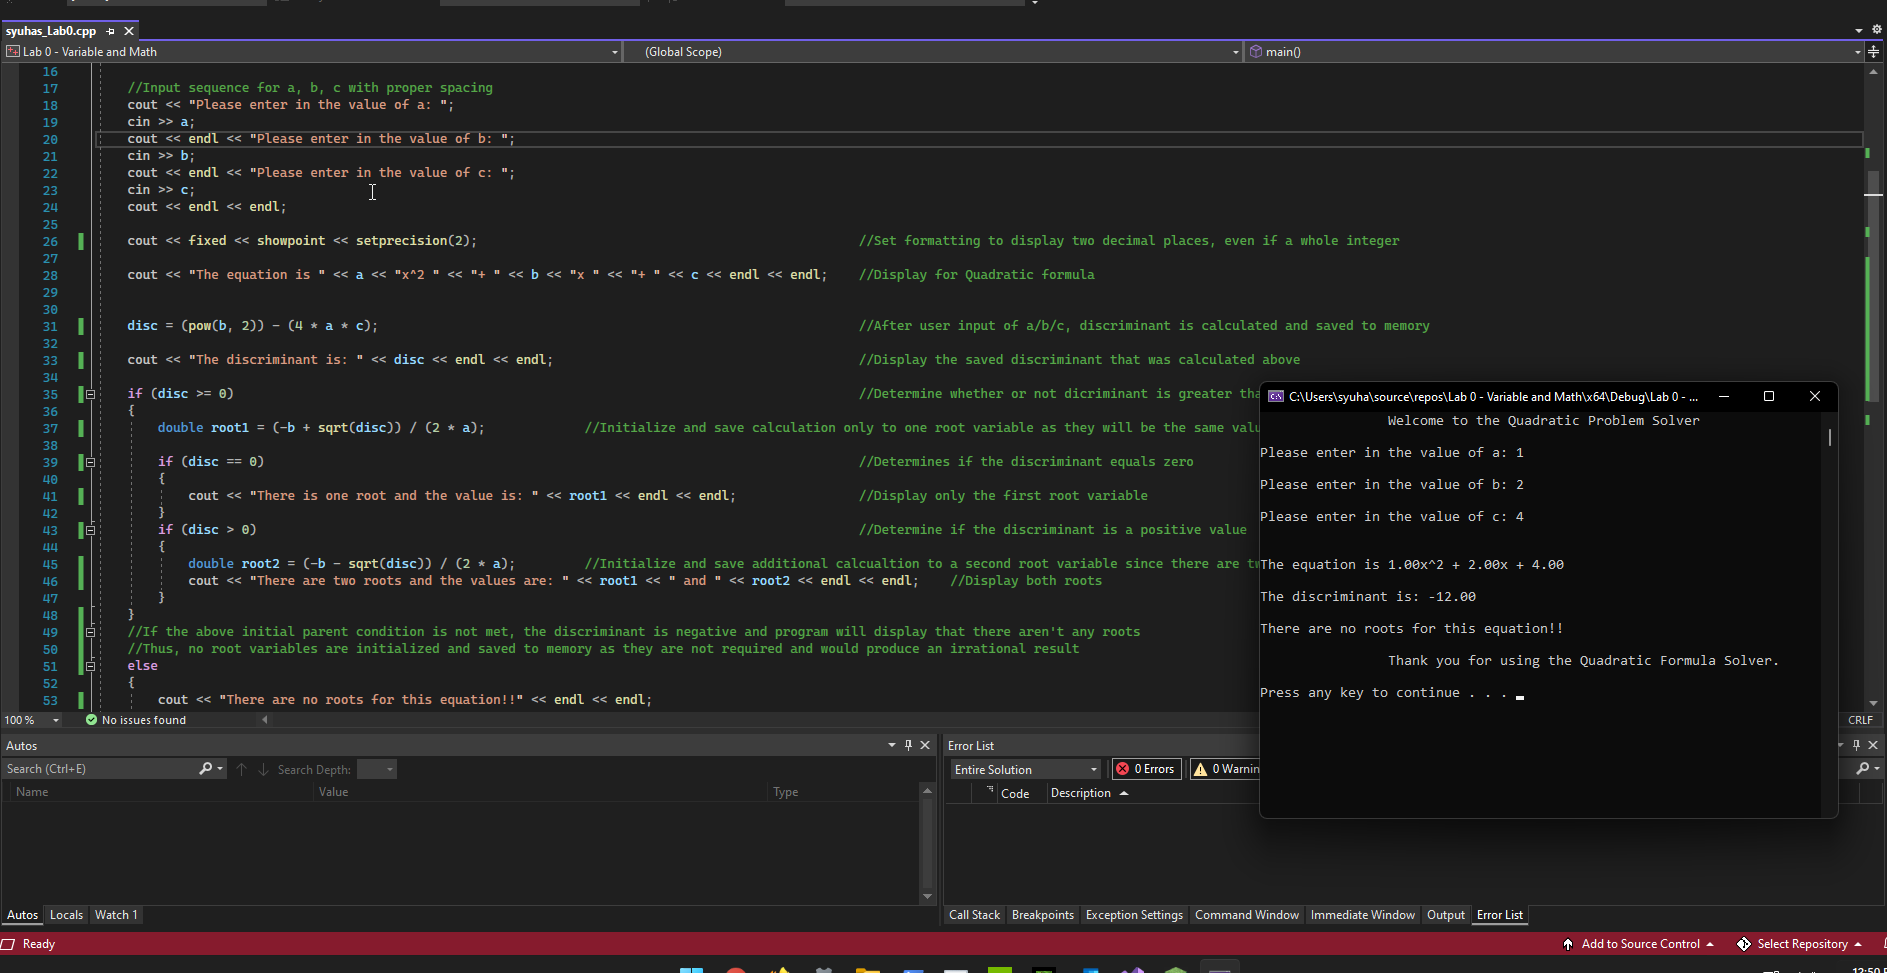 syuhas_Lab0.cpp
Lab 0 - Variable and Math (Global Scope) main()
16
17 //Input sequence for a, b, c with proper spacing
18 cout << "Please enter in the value of a: ";
19 cin >> a;
20 cout << endl << "Please enter in the value of b: ";
21 cin >> b;
22 cout << endl << "Please enter in the value of c: ";
23 cin >> c;
24 cout << endl << endl;
25
26 cout << fixed << showpoint << setprecision(2); //Set formatting to display two decimal places, even if a whole integer
27
28 cout << "The equation is " << a << "x^2 " << "+ " << b << "x " << "+ " << c << endl << endl; //Display for Quadratic formula
29
30
31 disc = (pow(b, 2)) - (4 * a * c); //After user input of a/b/c, discriminant is calculated and saved to memory
32
33 cout << "The discriminant is: " << disc << endl << endl; //Display the saved discriminant that was calculated above
34
35 if (disc >= 0) //Determine whether or not dicriminant is greater tha
36 {
37 double root1 = (-b + sqrt(disc)) / (2 * a); //Initialize and save calculation only to one root variable as they will be the same valu
38
39 if (disc == 0) //Determines if the discriminant equals zero
40 {
41 cout << "There is one root and the value is: " << root1 << endl << endl; //Display only the first root variable
42 }
43 if (disc > 0) //Determine if the discriminant is a positive value
44 {
45 double root2 = (-b - sqrt(disc)) / (2 * a); //Initialize and save additional calcualtion to a second root variable since there are tw
46 cout << "There are two roots and the values are: " << root1 << " and " << root2 << endl << endl; //Display both roots
47 }
48 }
49 //If the above initial parent condition is not met, the discriminant is negative and program will display that there aren't any roots
50 //Thus, no root variables are initialized and saved to memory as they are not required and would produce an irrational result
51 else
52 {
53 cout << "There are no roots for this equation!!" << endl << endl;
100 % No issues found CRLF
C:\Users\syuha\source\repos\Lab 0 - Variable and Math\x64\Debug\Lab 0 - ...
Welcome to the Quadratic Problem Solver
Please enter in the value of a: 1
Please enter in the value of b: 2
Please enter in the value of c: 4
The equation is 1.00x^2 + 2.00x + 4.00
The discriminant is: -12.00
There are no roots for this equation!!
Thank you for using the Quadratic Formula Solver.
Press any key to continue . . .
Autos
Search (Ctrl+E) Search Depth:
Name Value Type
Autos Locals Watch 1
Error List
Entire Solution 0 Errors 0 Warnin
Code Description
Call Stack Breakpoints Exception Settings Command Window Immediate Window Output Error List
Ready Add to Source Control Select Repository